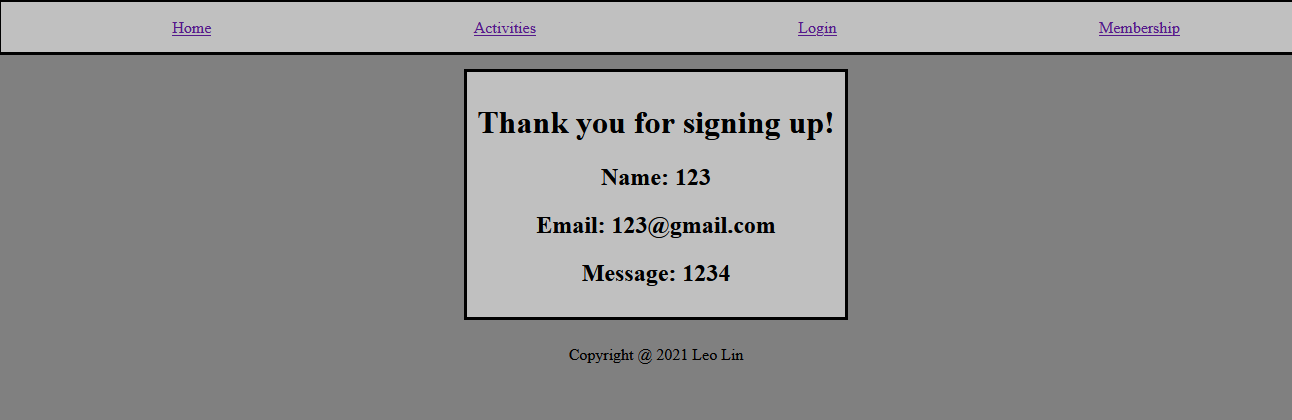 Home Activities Login Membership
Thank you for signing up!
Name: 123
Email: 123@gmail.com
Message: 1234
Copyright @ 2021 Leo Lin